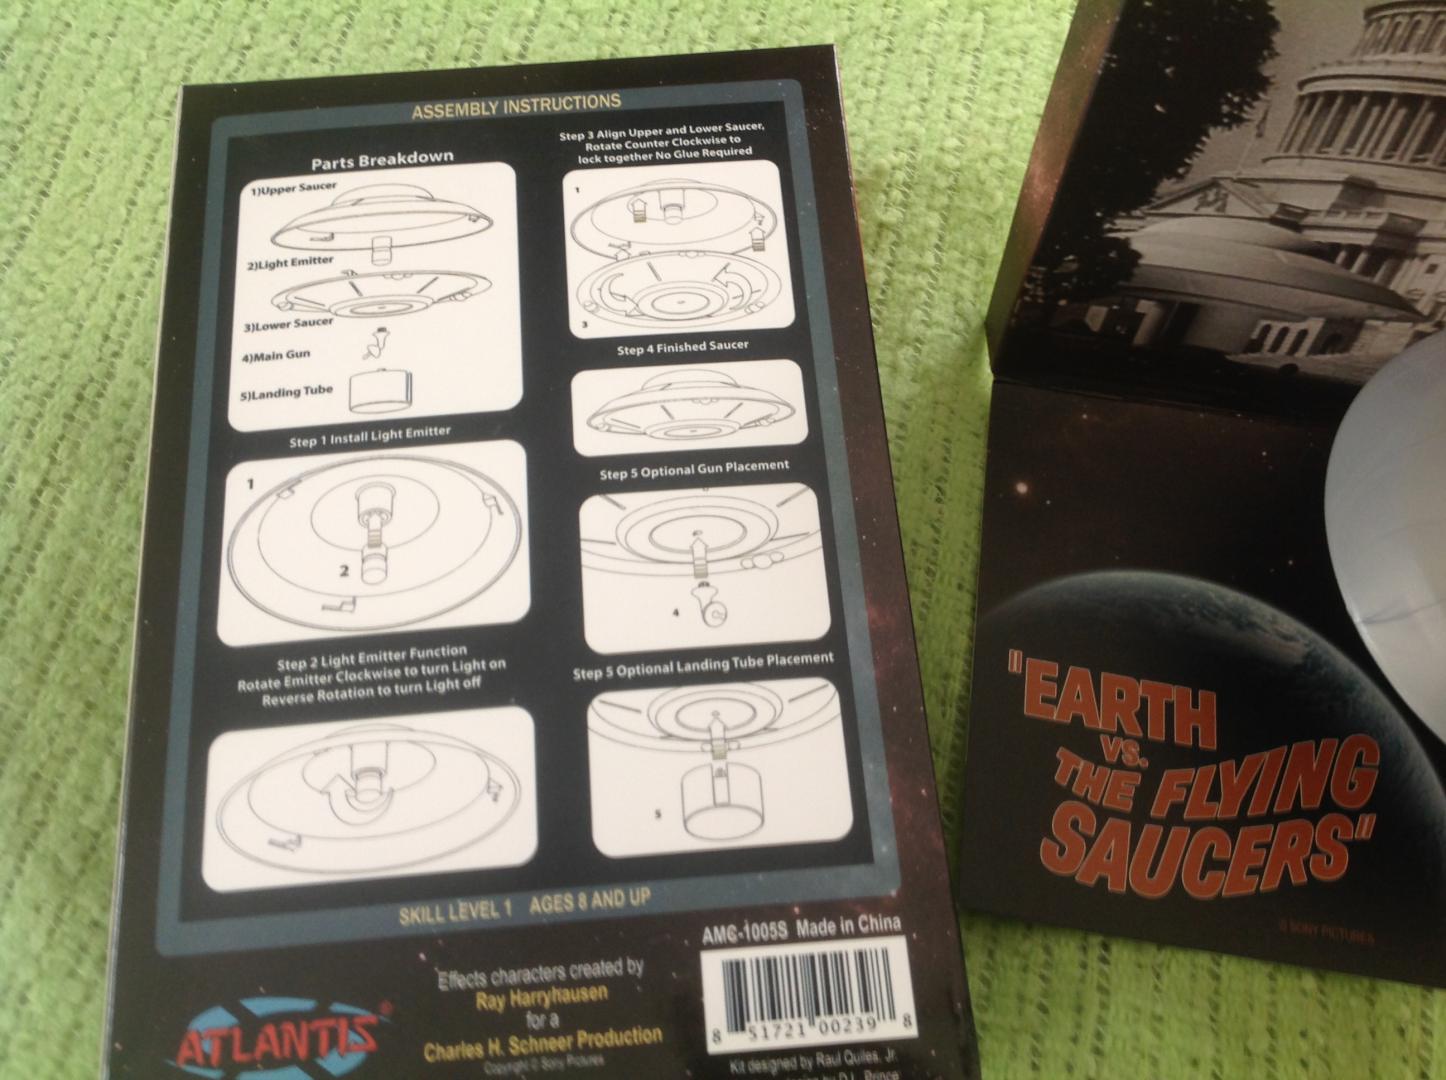 ASSEMBLY INSTRUCTIONS
Parts Breakdown
1)Upper Saucer
2)Light Emitter
3)Lower Saucer
4)Main Gun
5)Landing Tube
Step 1 Install Light Emitter
1
2
Step 2 Light Emitter Function
Rotate Emitter Clockwise to turn Light on
Reverse Rotation to turn Light off
Step 3 Align Upper and Lower Saucer,
Rotate Counter Clockwise to
lock together No Glue Required
1
3
Step 4 Finished Saucer
Step 5 Optional Gun Placement
4
Step 5 Optional Landing Tube Placement
5
SKILL LEVEL 1 AGES 8 AND UP
ATLANTIS®
Effects characters created by
Ray Harryhausen
for a
Charles H. Schneer Production
Copyright © Sony Pictures
AMC-1005S Made in China
8 51721 00239 8
Kit designed by Raul Quiles, Jr.
by D.L. Prince
"EARTH
VS.
THE FLYING
SAUCERS"
© SONY PICTURES